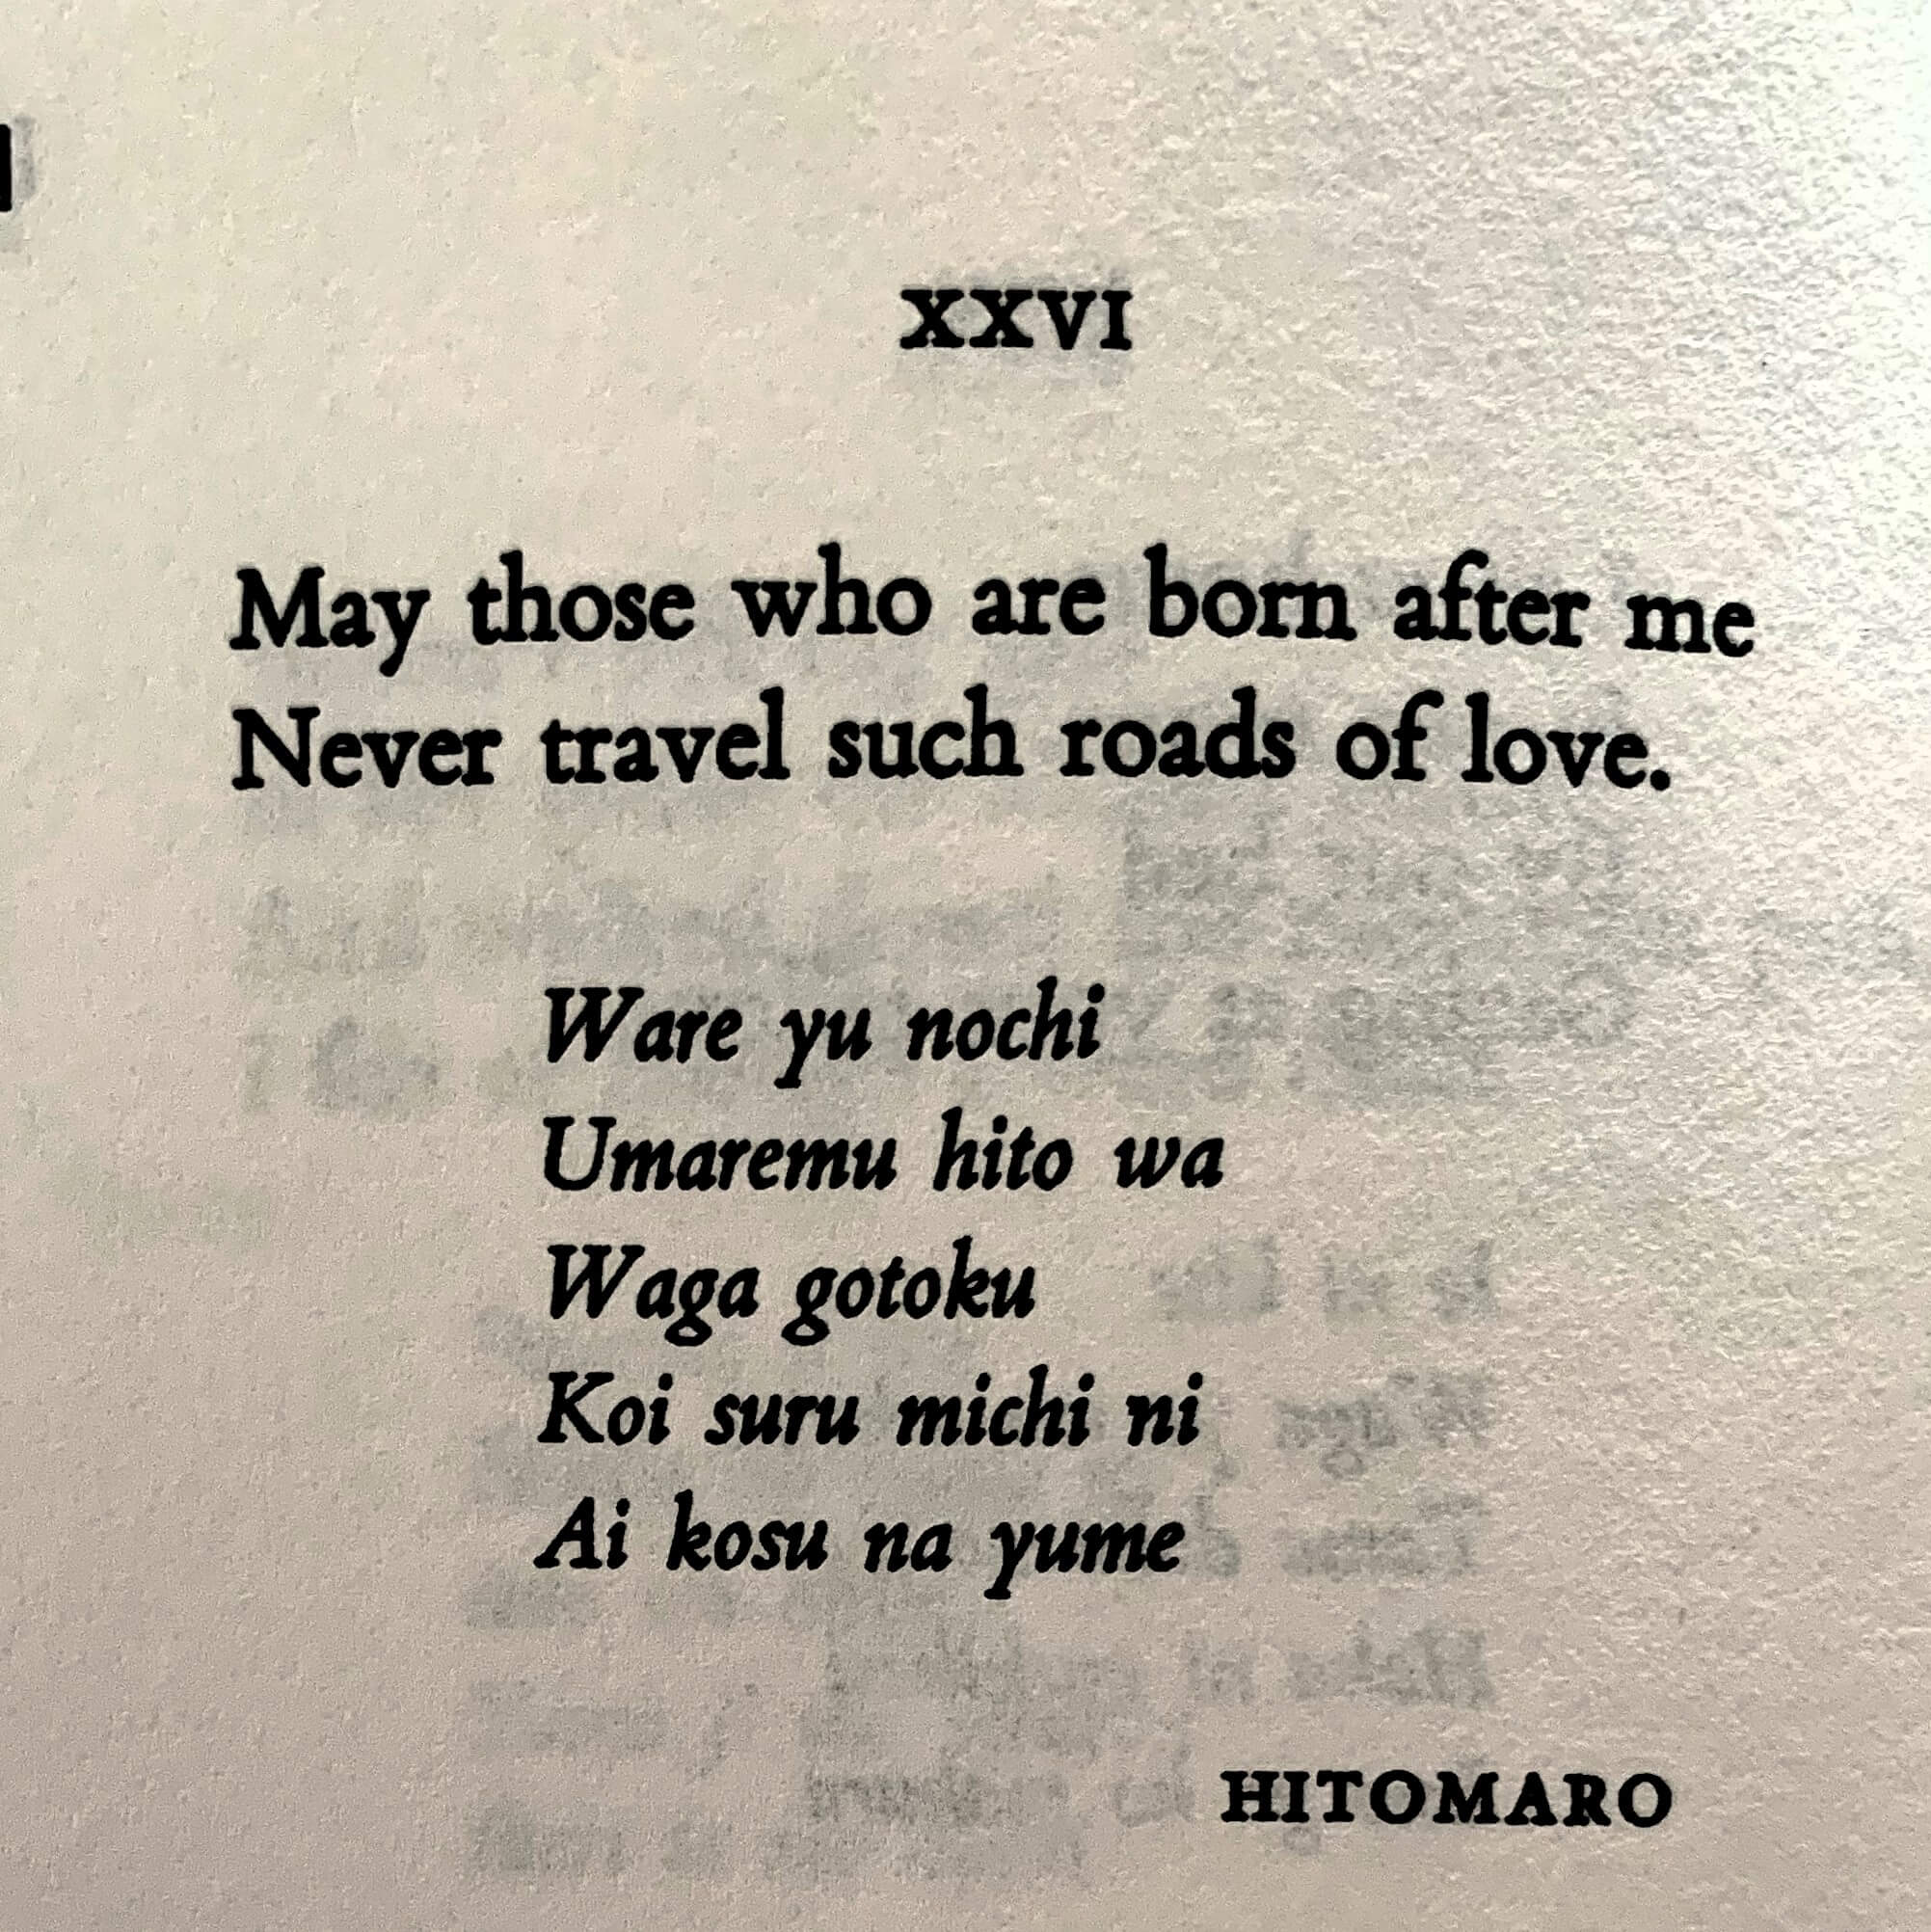 XXVI
May those who are born after me
Never travel such roads of love.
Ware yu nochi
Umaremu hito wa
Waga gotoku
Koi suru michi ni
Ai kosu na yume
HITOMARO